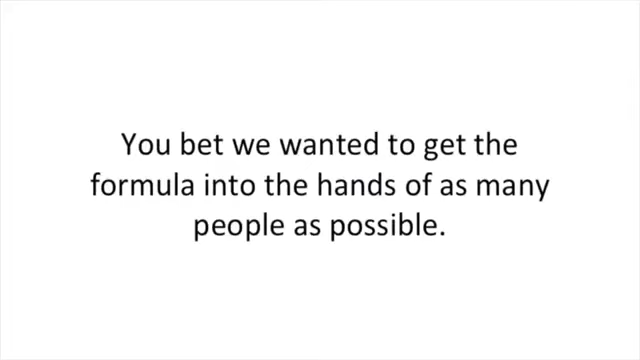 You bet we wanted to get the
formula into the hands of as many
people as possible.